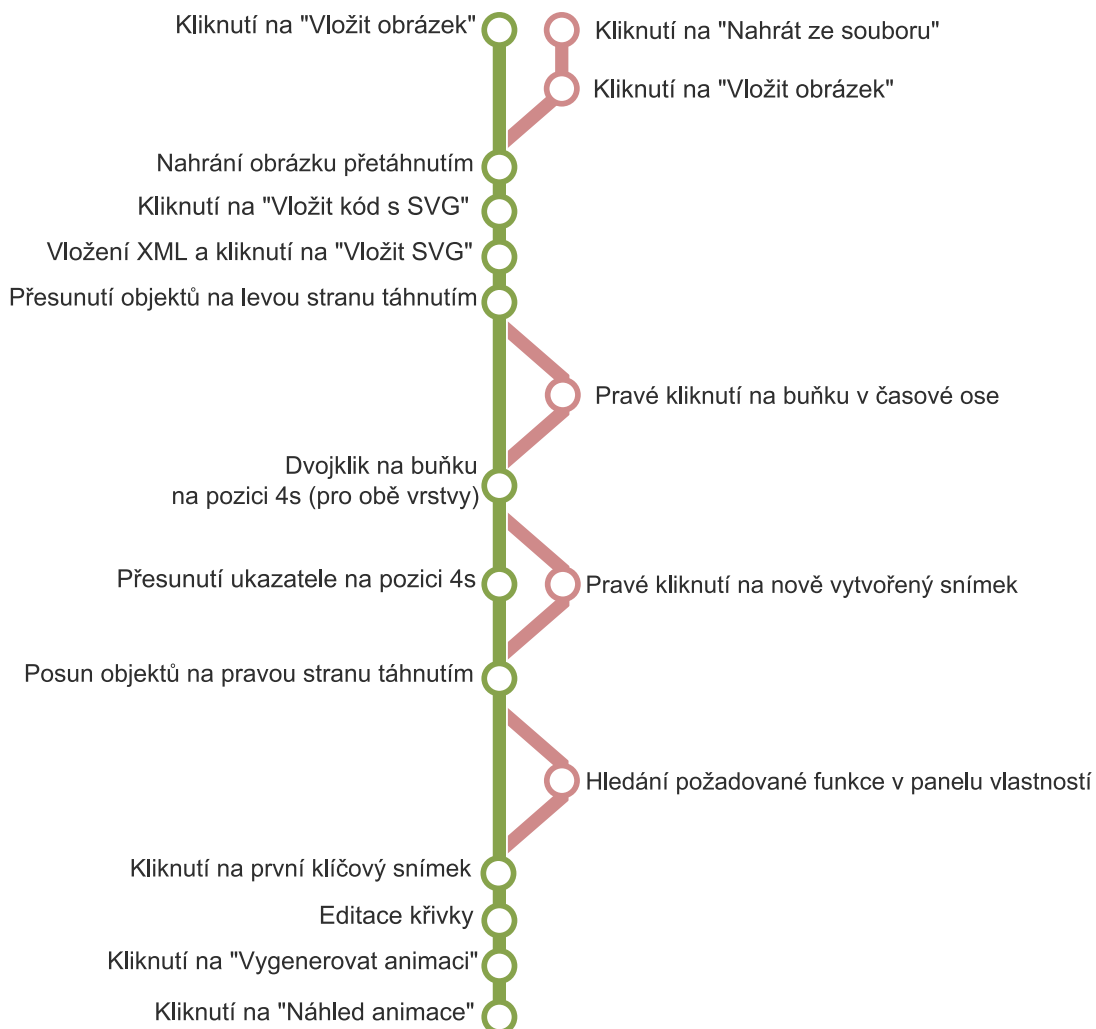 Kliknutí na "Vložit obrázek"
Kliknutí na "Nahrát ze souboru"
Kliknutí na "Vložit obrázek"
Nahrání obrázku přetáhnutím
Kliknutí na "Vložit kód s SVG"
Vložení XML a kliknutí na "Vložit SVG"
Přesunutí objektů na levou stranu táhnutím
Pravé kliknutí na buňku v časové ose
Dvojklik na buňku
na pozici 4s (pro obě vrstvy)
Přesunutí ukazatele na pozici 4s
Pravé kliknutí na nově vytvořený snímek
Posun objektů na pravou stranu táhnutím
Hledání požadované funkce v panelu vlastností
Kliknutí na první klíčový snímek
Editace křivky
Kliknutí na "Vygenerovat animaci"
Kliknutí na "Náhled animace"